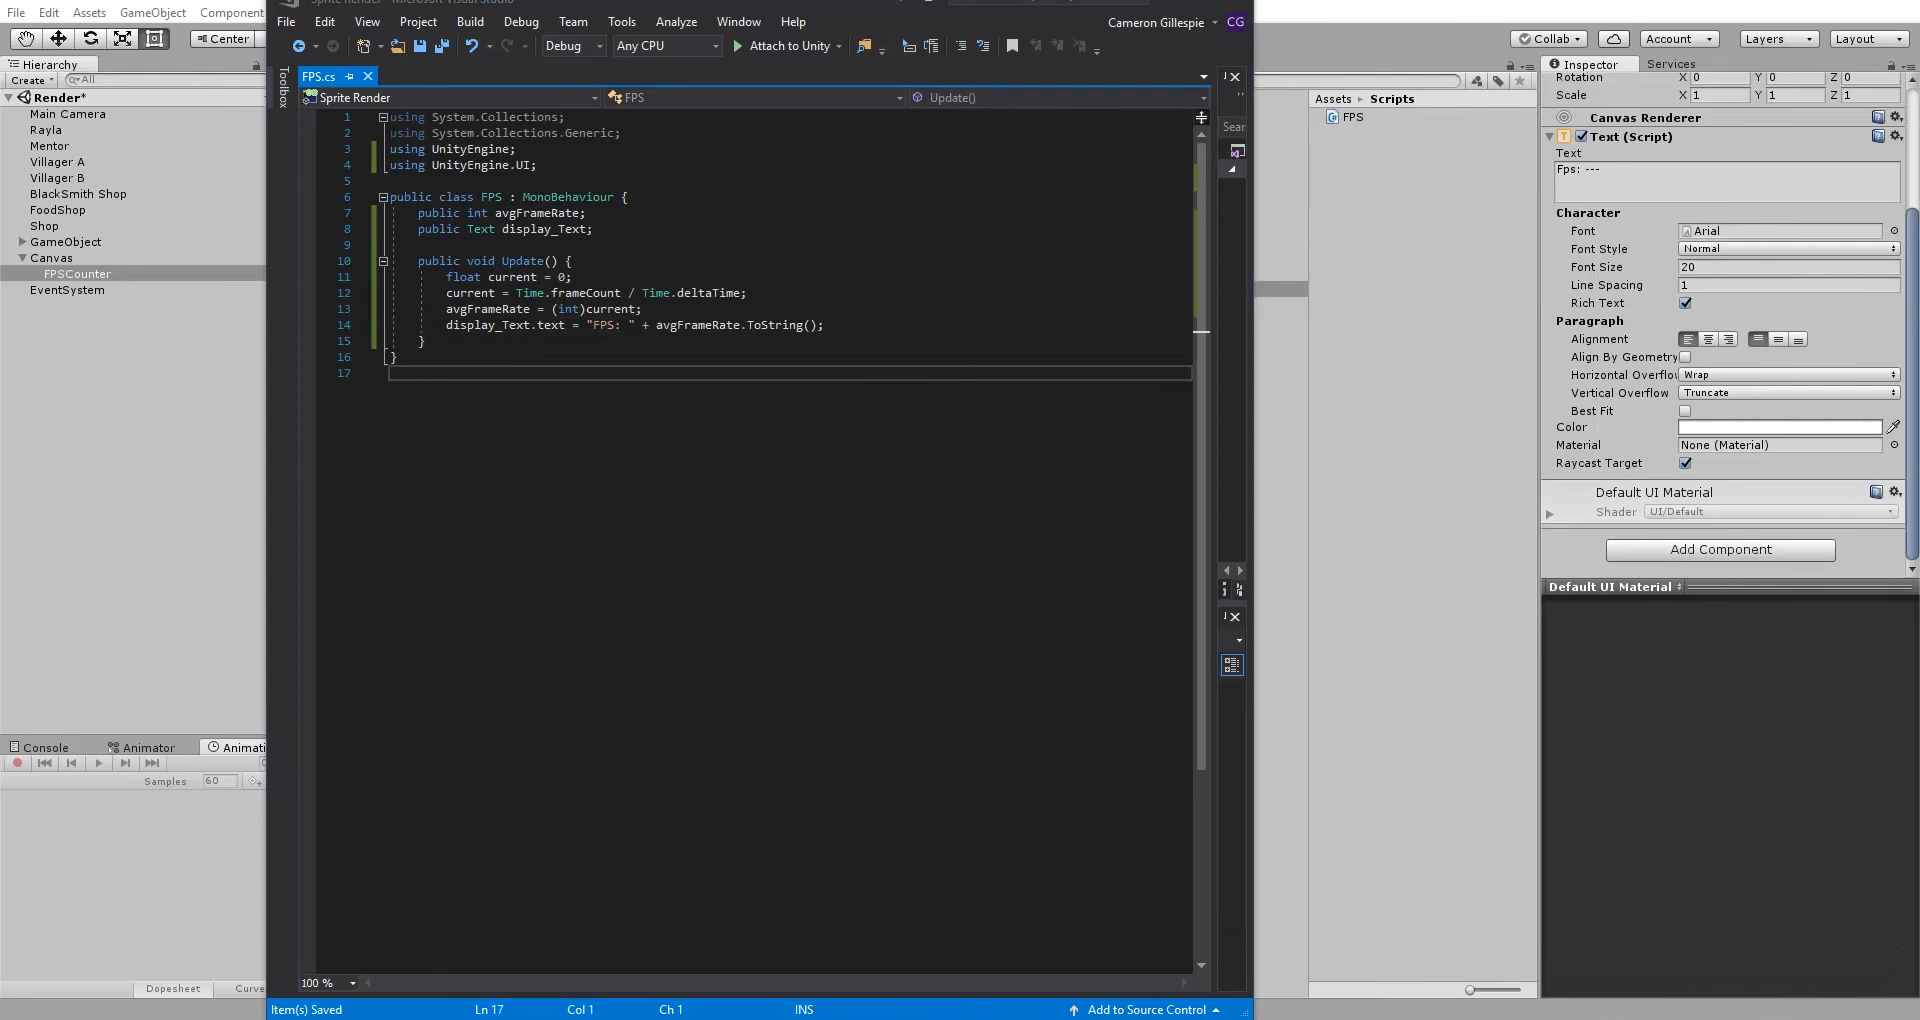 Sprite Render - Microsoft Visual Studio
File Edit Assets GameObject Component
Center
Hierarchy
Create All
Render*
Main Camera
Rayla
Mentor
Villager A
Villager B
BlackSmith Shop
FoodShop
Shop
GameObject
Canvas
FPSCounter
EventSystem
Console Animator Animati
Samples 60
Dopesheet Curve
File Edit View Project Build Debug Team Tools Analyze Window Help
Cameron Gillespie CG
Debug Any CPU Attach to Unity
Toolbox
FPS.cs
Sprite Render FPS Update()
1 using System.Collections;
2 using System.Collections.Generic;
3 using UnityEngine;
4 using UnityEngine.UI;
5
6 public class FPS : MonoBehaviour {
7 public int avgFrameRate;
8 public Text display_Text;
9
10 public void Update() {
11 float current = 0;
12 current = Time.frameCount / Time.deltaTime;
13 avgFrameRate = (int)current;
14 display_Text.text = "FPS: " + avgFrameRate.ToString();
15 }
16 }
17
Sear
100 %
Item(s) Saved Ln 17 Col 1 Ch 1 INS Add to Source Control
Assets Scripts
FPS
Collab Account Layers Layout
Inspector Services
Rotation X 0 Y 0 Z 0
Scale X 1 Y 1 Z 1
Canvas Renderer
Text (Script)
Text
Fps: ---
Character
Font Arial
Font Style Normal
Font Size 20
Line Spacing 1
Rich Text
Paragraph
Alignment
Align By Geometry
Horizontal Overflo Wrap
Vertical Overflow Truncate
Best Fit
Color
Material None (Material)
Raycast Target
Default UI Material
Shader UI/Default
Add Component
Default UI Material